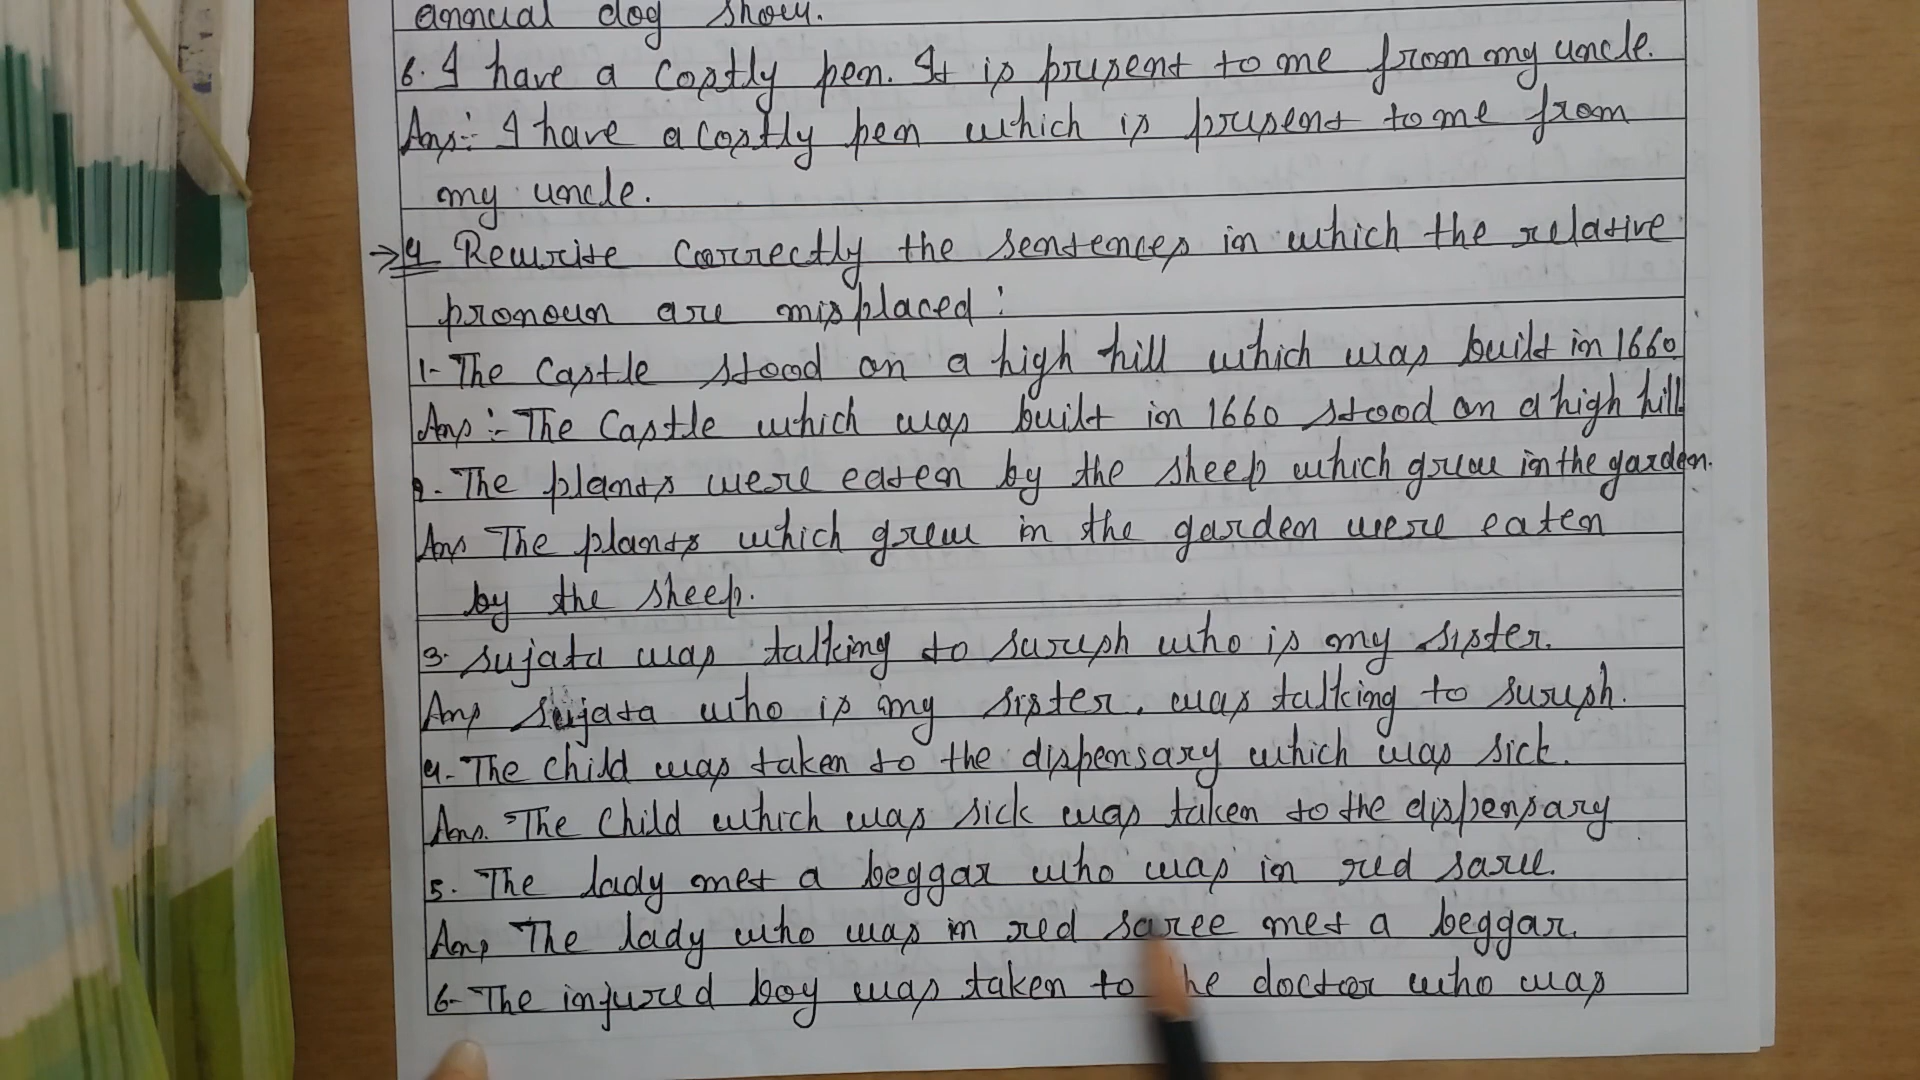 annual dog show.
6. I have a costly pen. It is present to me from my uncle.
Ans:- I have a costly pen which is present to me from
my uncle.
→ 4 Rewrite correctly the sentences in which the relative
pronoun are misplaced:
1- The Castle stood on a high hill which was built in 1660
Ans:- The Castle which was built in 1660 stood on a high hill
2. The plants were eaten by the sheep which grew in the garden.
Ans The plants which grew in the garden were eaten
by the sheep.
3. Sujata was talking to suresh who is my sister.
Ans Sujata who is my sister, was talking to suresh.
4.- The child was taken to the dispensary which was sick.
Ans. The child which was sick was taken to the dispensary
5. The lady met a beggar who was in red saree.
Ans The lady who was in red saree met a beggar.
6- The injured boy was taken to the doctor who was